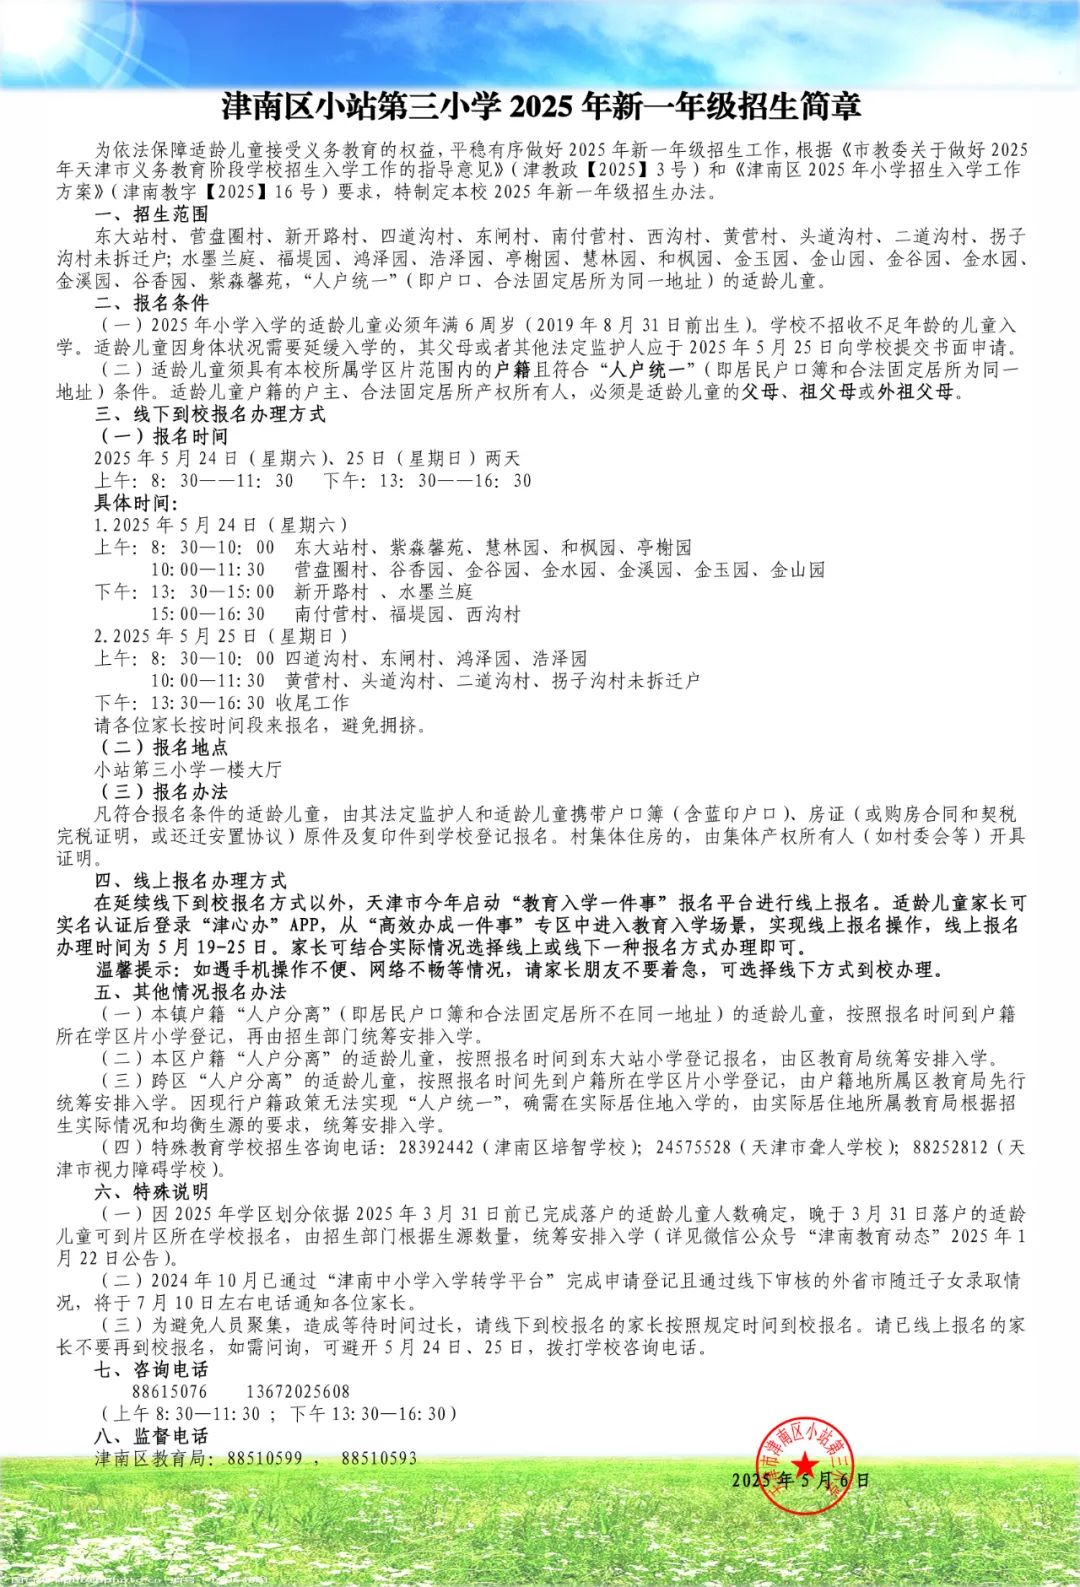 津南区小站第三小学 2025 年新一年级招生简章
为依法保障适龄儿童接受义务教育的权益，平稳有序做好 2025 年新一年级招生工作，根据《市教委关于做好 2025
年天津市义务教育阶段学校招生入学工作的指导意见》（津教政【2025】3 号）和《津南区 2025 年小学招生入学工作
方案》（津南教字【2025】16 号）要求，特制定本校 2025 年新一年级招生办法。
一、招生范围
东大站村、营盘圈村、新开路村、四道沟村、东闸村、南付营村、西沟村、黄营村、头道沟村、二道沟村、拐子
沟村未拆迁户；水墨兰庭、福堤园、鸿泽园、浩泽园、亭榭园、慧林园、和枫园、金玉园、金山园、金谷园、金水园、
金溪园、谷香园、紫淼馨苑，“人户统一”（即户口、合法固定居所为同一地址）的适龄儿童。
二、报名条件
（一）2025 年小学入学的适龄儿童必须年满 6 周岁（2019 年 8 月 31 日前出生）。学校不招收不足年龄的儿童入
学。适龄儿童因身体状况需要延缓入学的，其父母或者其他法定监护人应于 2025 年 5 月 25 日向学校提交书面申请。
（二）适龄儿童须具有本校所属学区片范围内的户籍且符合“人户统一”（即居民户口簿和合法固定居所为同一
地址）条件。适龄儿童户籍的户主、合法固定居所产权所有人，必须是适龄儿童的父母、祖父母或外祖父母。
三、线下到校报名办理方式
（一）报名时间
2025 年 5 月 24 日（星期六）、25 日（星期日）两天
上午：8：30——11：30 下午：13：30——16：30
具体时间：
1.2025 年 5 月 24 日（星期六）
上午：8：30—10：00 东大站村、紫淼馨苑、慧林园、和枫园、亭榭园
10:00—11:30 营盘圈村、谷香园、金谷园、金水园、金溪园、金玉园、金山园
下午：13：30—15:00 新开路村 、水墨兰庭
15:00—16:30 南付营村、福堤园、西沟村
2.2025 年 5 月 25 日（星期日）
上午：8：30—10：00 四道沟村、东闸村、鸿泽园、浩泽园
10:00—11:30 黄营村、头道沟村、二道沟村、拐子沟村未拆迁户
下午：13:30—16:30 收尾工作
请各位家长按时间段来报名，避免拥挤。
（二）报名地点
小站第三小学一楼大厅
（三）报名办法
凡符合报名条件的适龄儿童，由其法定监护人和适龄儿童携带户口簿（含蓝印户口）、房证（或购房合同和契税
完税证明，或还迁安置协议）原件及复印件到学校登记报名。村集体住房的，由集体产权所有人（如村委会等）开具
证明。
四、线上报名办理方式
在延续线下到校报名方式以外，天津市今年启动“教育入学一件事”报名平台进行线上报名。适龄儿童家长可
实名认证后登录“津心办”APP，从“高效办成一件事”专区中进入教育入学场景，实现线上报名操作，线上报名
办理时间为 5 月 19-25 日。家长可结合实际情况选择线上或线下一种报名方式办理即可。
温馨提示：如遇手机操作不便、网络不畅等情况，请家长朋友不要着急，可选择线下方式到校办理。
五、其他情况报名办法
（一）本镇户籍“人户分离”（即居民户口簿和合法固定居所不在同一地址）的适龄儿童，按照报名时间到户籍
所在学区片小学登记，再由招生部门统筹安排入学。
（二）本区户籍“人户分离”的适龄儿童，按照报名时间到东大站小学登记报名，由区教育局统筹安排入学。
（三）跨区“人户分离”的适龄儿童，按照报名时间先到户籍所在学区片小学登记，由户籍地所属区教育局先行
统筹安排入学。因现行户籍政策无法实现“人户统一”，确需在实际居住地入学的，由实际居住地所属教育局根据招
生实际情况和均衡生源的要求，统筹安排入学。
（四）特殊教育学校招生咨询电话：28392442（津南区培智学校）；24575528（天津市聋人学校）；88252812（天
津市视力障碍学校）。
六、特殊说明
（一）因 2025 年学区划分依据 2025 年 3 月 31 日前已完成落户的适龄儿童人数确定，晚于 3 月 31 日落户的适龄
儿童可到片区所在学校报名，由招生部门根据生源数量，统筹安排入学（详见微信公众号“津南教育动态”2025 年 1
月 22 日公告）。
（二）2024 年 10 月已通过“津南中小学入学转学平台”完成申请登记且通过线下审核的外省市随迁子女录取情
况，将于 7 月 10 日左右电话通知各位家长。
（三）为避免人员聚集，造成等待时间过长，请线下到校报名的家长按照规定时间到校报名。请已线上报名的家
长不要再到校报名，如需问询，可避开 5 月 24 日、25 日，拨打学校咨询电话。
七、咨询电话
88615076 13672025608
（上午 8:30—11:30 ；下午 13:30—16:30）
八、监督电话
津南区教育局：88510599 ， 88510593
天津市津南区小站第三小学
2025 年 5 月 6 日